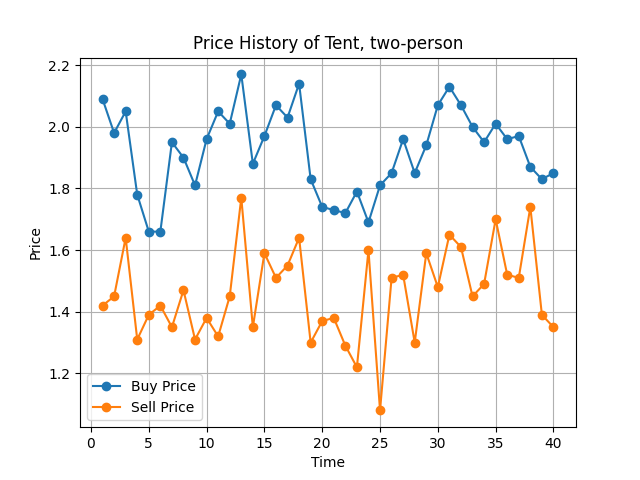 Price History of Tent, two-person
2.2
2.0
1.8
1.6
1.4
1.2
Price
Buy Price
Sell Price
0 5 10 15 20 25 30 35 40
Time